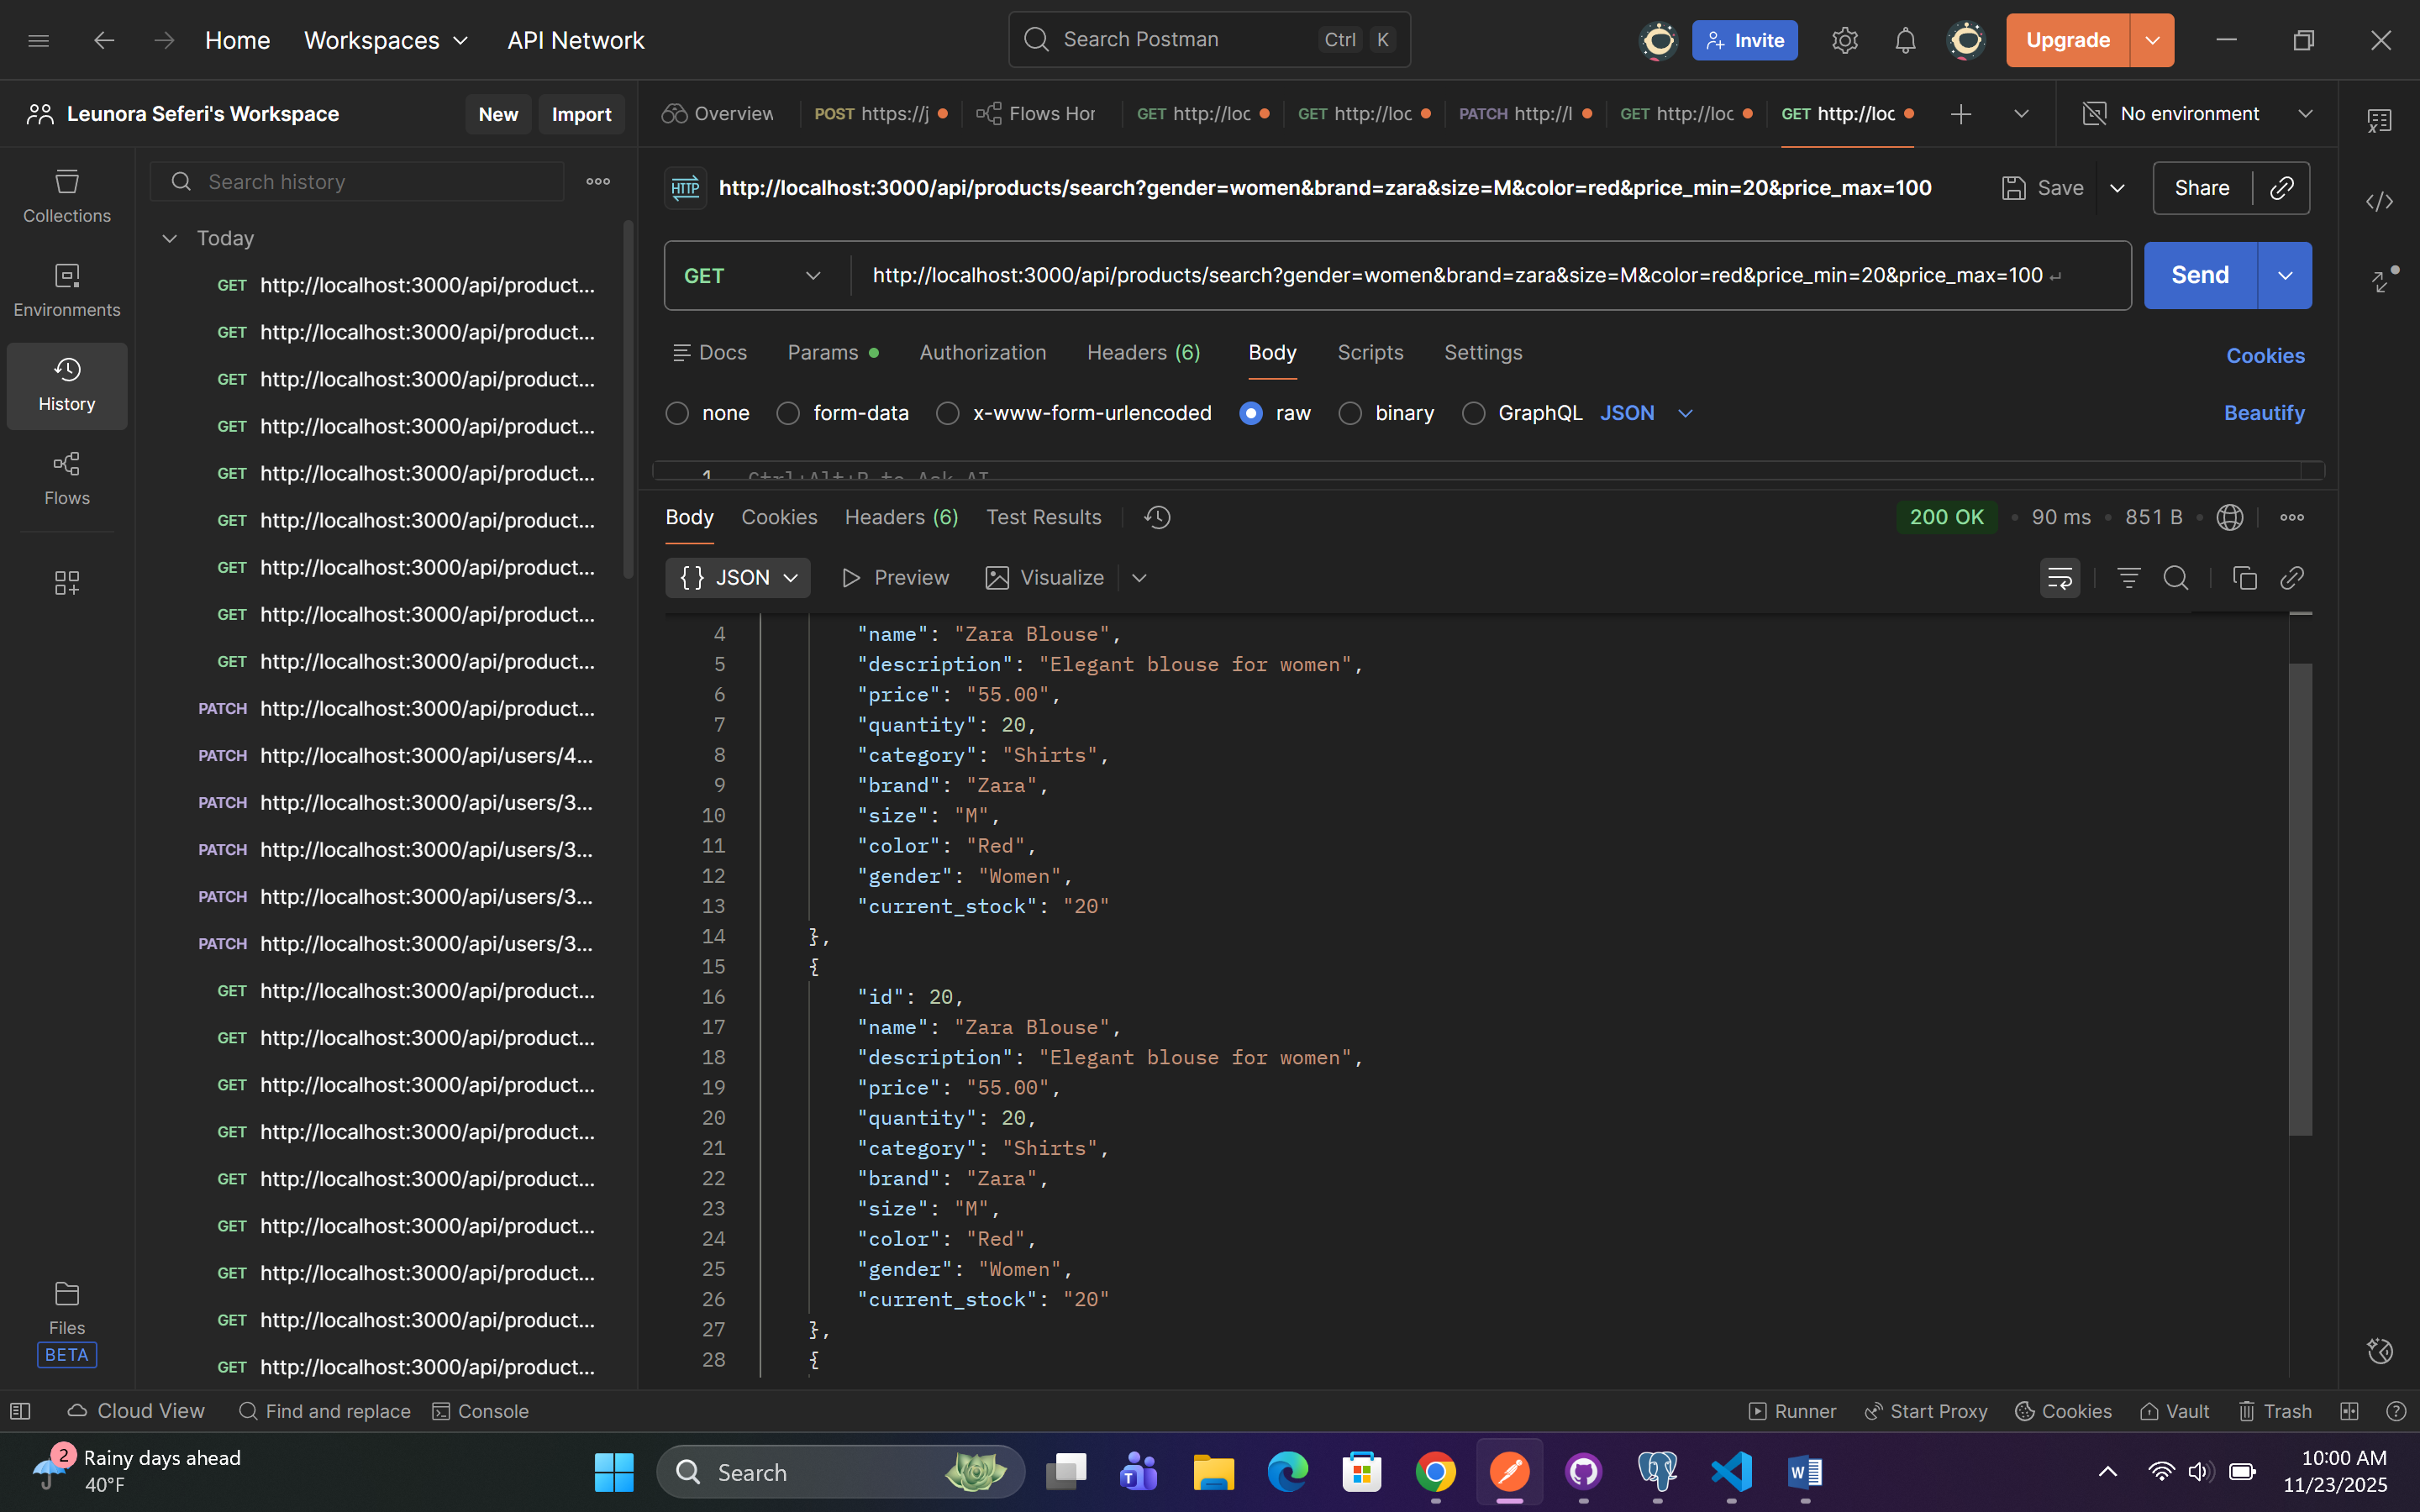 Home
Workspaces
API Network
Search Postman
Ctrl K
Invite
Upgrade
Leunora Seferi's Workspace
New
Import
Overview
POST https://j
Flows Hor
GET http://loc
GET http://loc
PATCH http://l
GET http://loc
GET http://loc
No environment
Collections
Environments
History
Flows
Files
BETA
Search history
Today
GET http://localhost:3000/api/product...
GET http://localhost:3000/api/product...
GET http://localhost:3000/api/product...
GET http://localhost:3000/api/product...
GET http://localhost:3000/api/product...
GET http://localhost:3000/api/product...
GET http://localhost:3000/api/product...
GET http://localhost:3000/api/product...
GET http://localhost:3000/api/product...
PATCH http://localhost:3000/api/product...
PATCH http://localhost:3000/api/users/4...
PATCH http://localhost:3000/api/users/3...
PATCH http://localhost:3000/api/users/3...
PATCH http://localhost:3000/api/users/3...
PATCH http://localhost:3000/api/users/3...
GET http://localhost:3000/api/product...
GET http://localhost:3000/api/product...
GET http://localhost:3000/api/product...
GET http://localhost:3000/api/product...
GET http://localhost:3000/api/product...
GET http://localhost:3000/api/product...
GET http://localhost:3000/api/product...
GET http://localhost:3000/api/product...
GET http://localhost:3000/api/product...
HTTP http://localhost:3000/api/products/search?gender=women&brand=zara&size=M&color=red&price_min=20&price_max=100
Save
Share
GET http://localhost:3000/api/products/search?gender=women&brand=zara&size=M&color=red&price_min=20&price_max=100
Send
Docs Params Authorization Headers (6) Body Scripts Settings
Cookies
none form-data x-www-form-urlencoded raw binary GraphQL JSON
Beautify
1 Ctrl+Alt+P to Ask AI
Body Cookies Headers (6) Test Results
200 OK 90 ms 851 B
{} JSON Preview Visualize
4 "name": "Zara Blouse",
5 "description": "Elegant blouse for women",
6 "price": "55.00",
7 "quantity": 20,
8 "category": "Shirts",
9 "brand": "Zara",
10 "size": "M",
11 "color": "Red",
12 "gender": "Women",
13 "current_stock": "20"
14 },
15 {
16 "id": 20,
17 "name": "Zara Blouse",
18 "description": "Elegant blouse for women",
19 "price": "55.00",
20 "quantity": 20,
21 "category": "Shirts",
22 "brand": "Zara",
23 "size": "M",
24 "color": "Red",
25 "gender": "Women",
26 "current_stock": "20"
27 },
28 {
Cloud View
Find and replace
Console
Runner
Start Proxy
Cookies
Vault
Trash
2
Rainy days ahead
40°F
Search
10:00 AM
11/23/2025